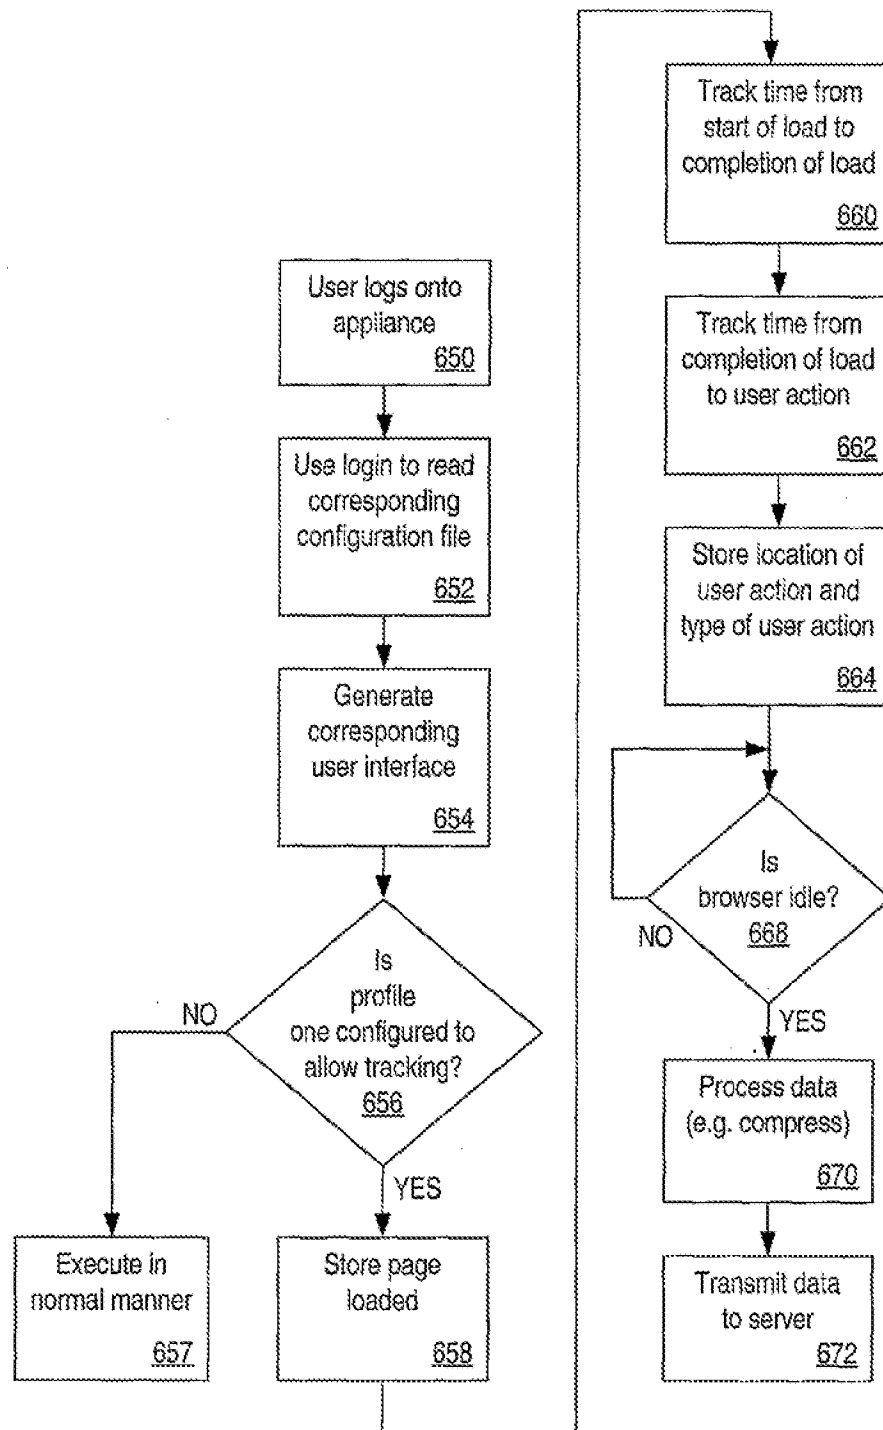 User logs onto
appliance
650
Use login to read
corresponding
configuration file
652
Generate
corresponding
user interface
654
Is
profile
one configured to
allow tracking?
656
NO
YES
Execute in
normal manner
657
Store page
loaded
658
Track time from
start of load to
completion of load
660
Track time from
completion of load
to user action
662
Store location of
user action and
type of user action
664
Is
browser idle?
668
NO
YES
Process data
(e.g. compress)
670
Transmit data
to server
672